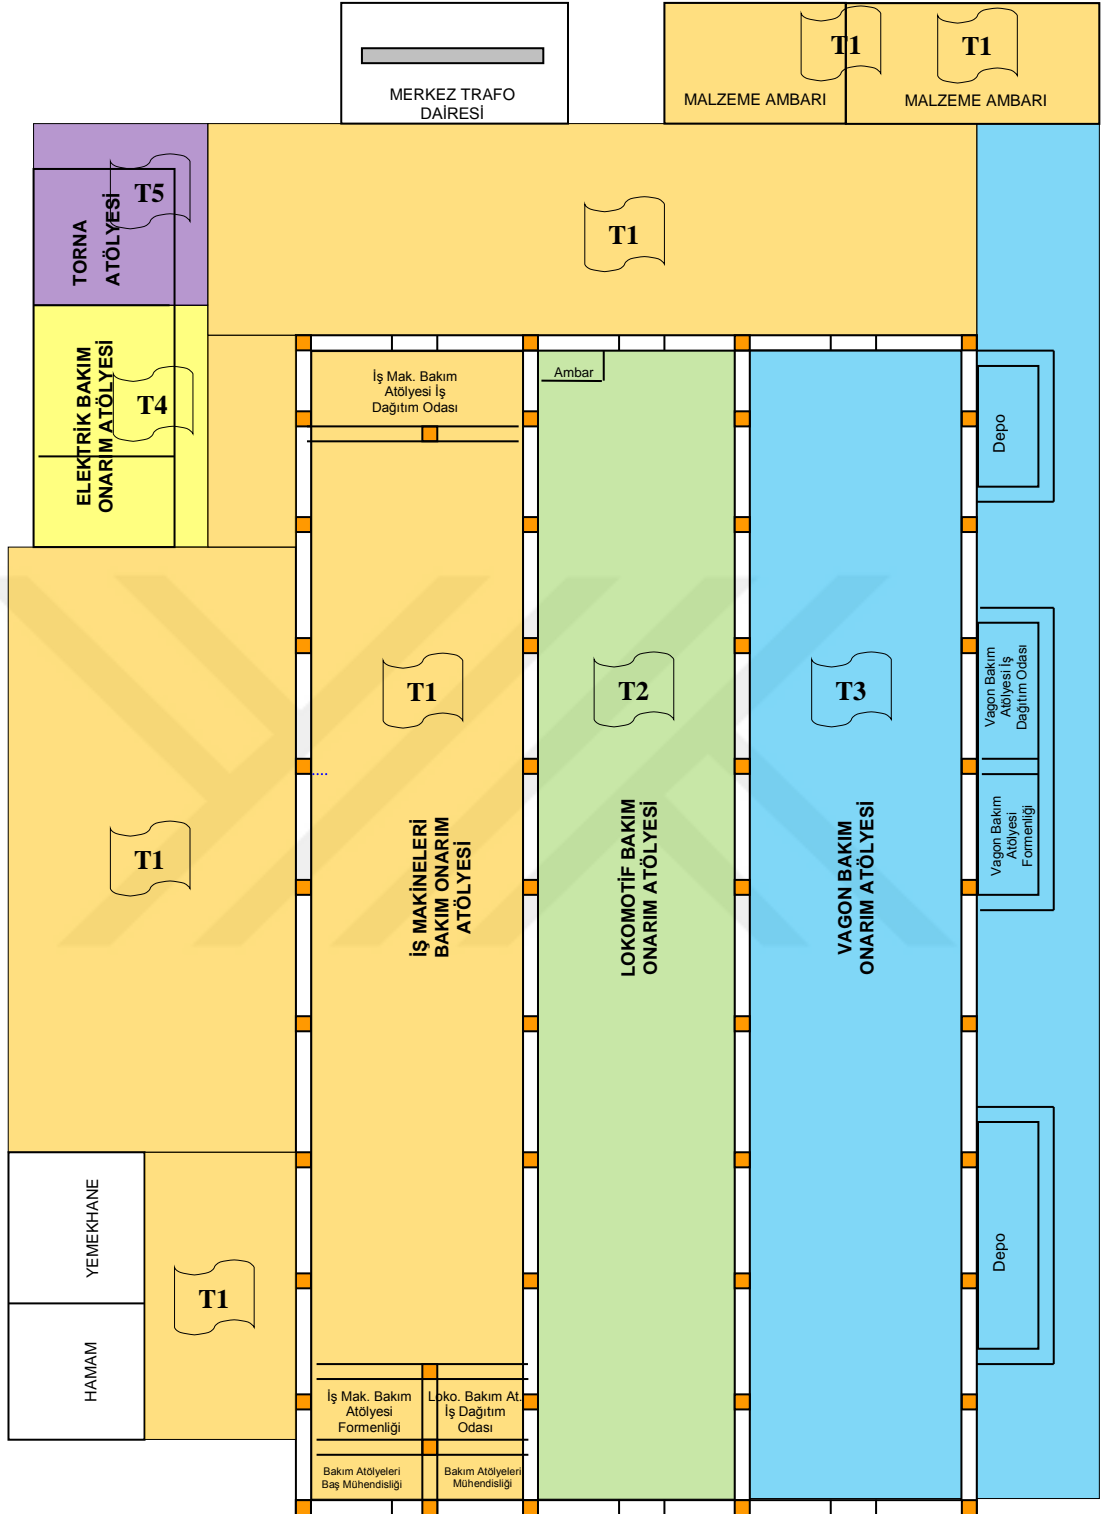 MERKEZ TRAFO
DAİRESİ
T1
MALZEME AMBARI
T1
MALZEME AMBARI
T5
TORNA
ATÖLYESİ
T1
T4
ELEKTRİK BAKIM
ONARIM ATÖLYESİ
İş Mak. Bakım
Atölyesi İş
Dağıtım Odası
Ambar
Depo
T1
T2
T3
Vagon Bakım
Atölyesi İş
Dağıtım Odası
Vagon Bakım
Atölyesi
Formenliği
T1
İŞ MAKİNELERİ
BAKIM ONARIM
ATÖLYESİ
LOKOMOTİF BAKIM
ONARIM ATÖLYESİ
VAGON BAKIM
ONARIM ATÖLYESİ
YEMEKHANE
HAMAM
T1
Depo
İş Mak. Bakım
Atölyesi
Formenliği
Loko. Bakım At.
İş Dağıtım
Odası
Bakım Atölyeleri
Baş Mühendisliği
Bakım Atölyeleri
Mühendisliği